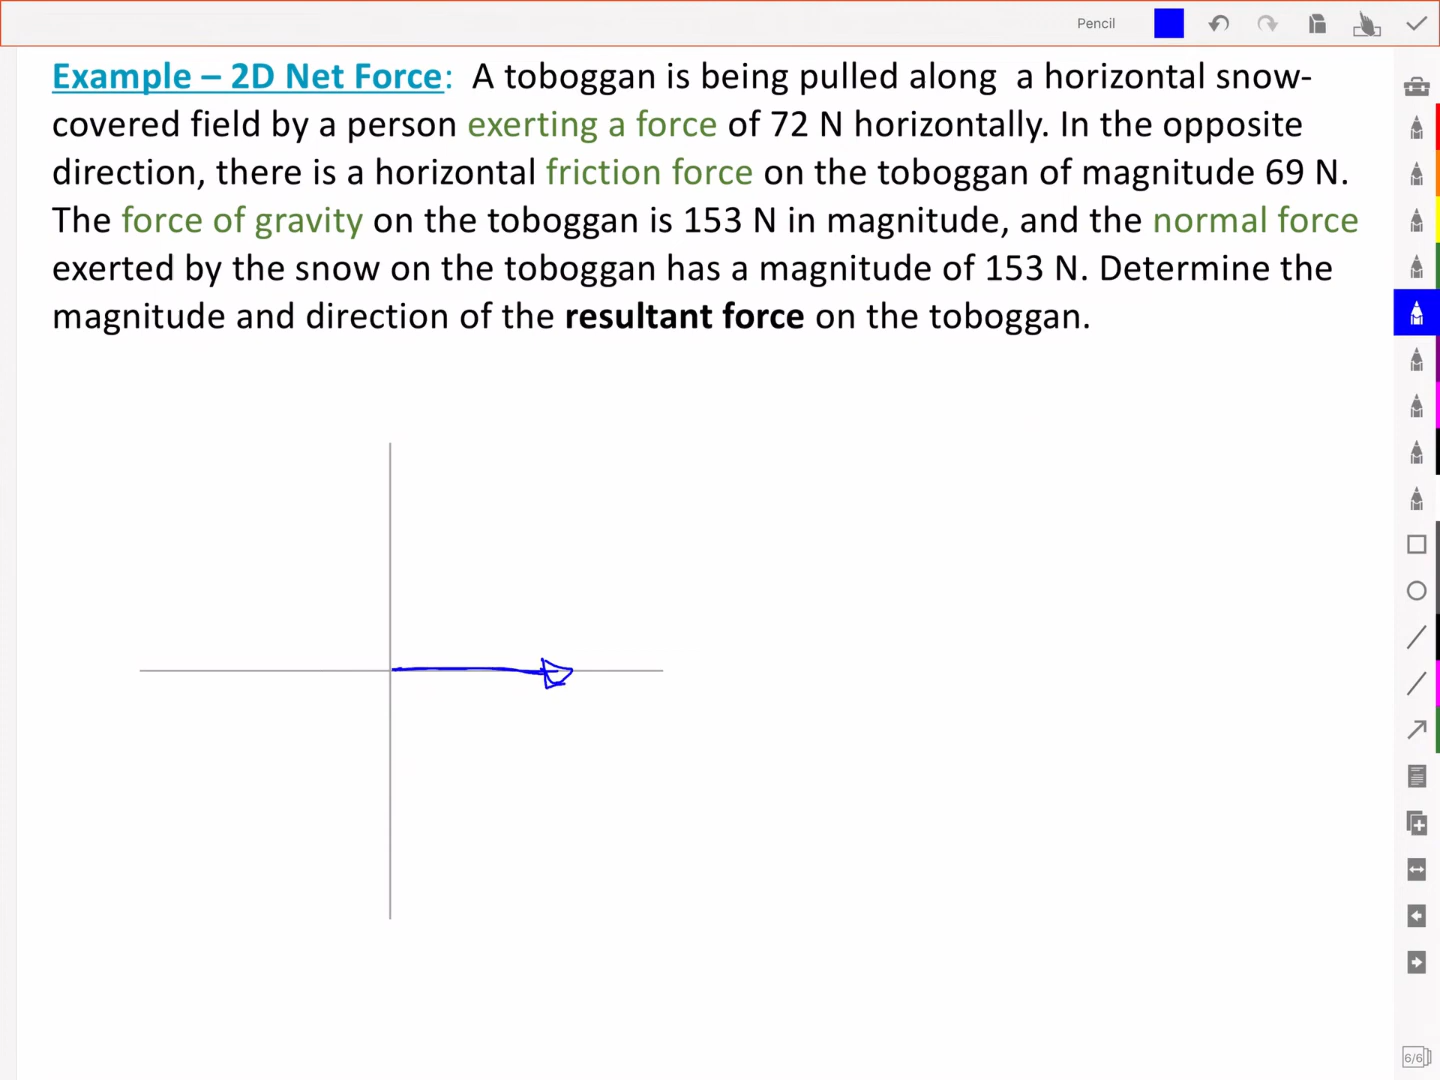 Pencil
Example – 2D Net Force: A toboggan is being pulled along a horizontal snow-
covered field by a person exerting a force of 72 N horizontally. In the opposite
direction, there is a horizontal friction force on the toboggan of magnitude 69 N.
The force of gravity on the toboggan is 153 N in magnitude, and the normal force
exerted by the snow on the toboggan has a magnitude of 153 N. Determine the
magnitude and direction of the resultant force on the toboggan.
6/6